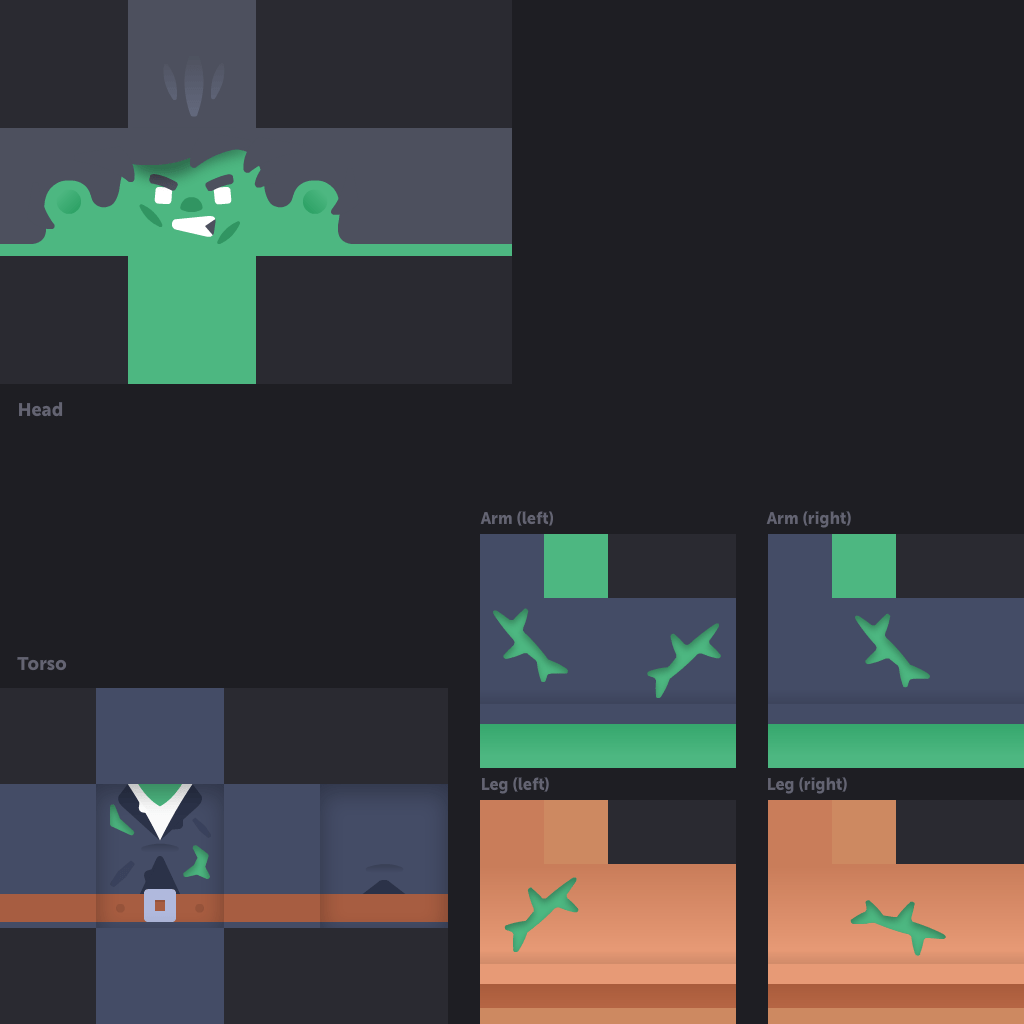 Head
Arm (left)
Arm (right)
Torso
Leg (left)
Leg (right)